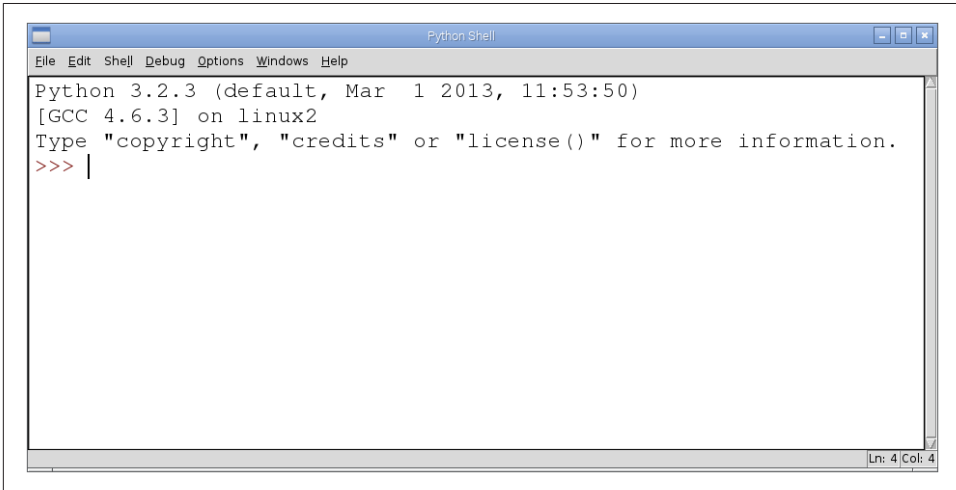 Python Shell
File Edit Shell Debug Options Windows Help
Python 3.2.3 (default, Mar  1 2013, 11:53:50)
[GCC 4.6.3] on linux2
Type "copyright", "credits" or "license()" for more information.
>>>
Ln: 4 Col: 4